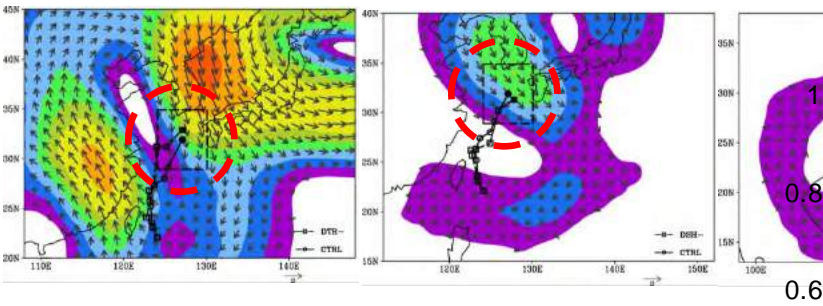 45N
40N
35N
30N
25N
20N
110E 120E 130E 140E
DTH-
CTRL
40N
35N
30N
25N
20N
15N
120E 130E 140E 150E
DSH-
CTRL
35N
30N
25N
20N
15N
100E
1
0.8
0.6